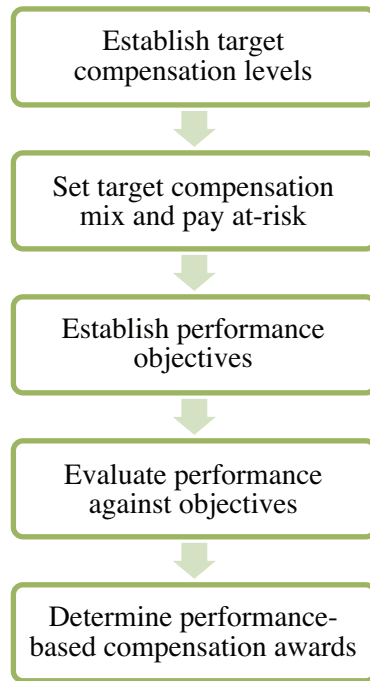 Establish target
compensation levels
Set target compensation
mix and pay at-risk
Establish performance
objectives
Evaluate performance
against objectives
Determine performance-
based compensation awards